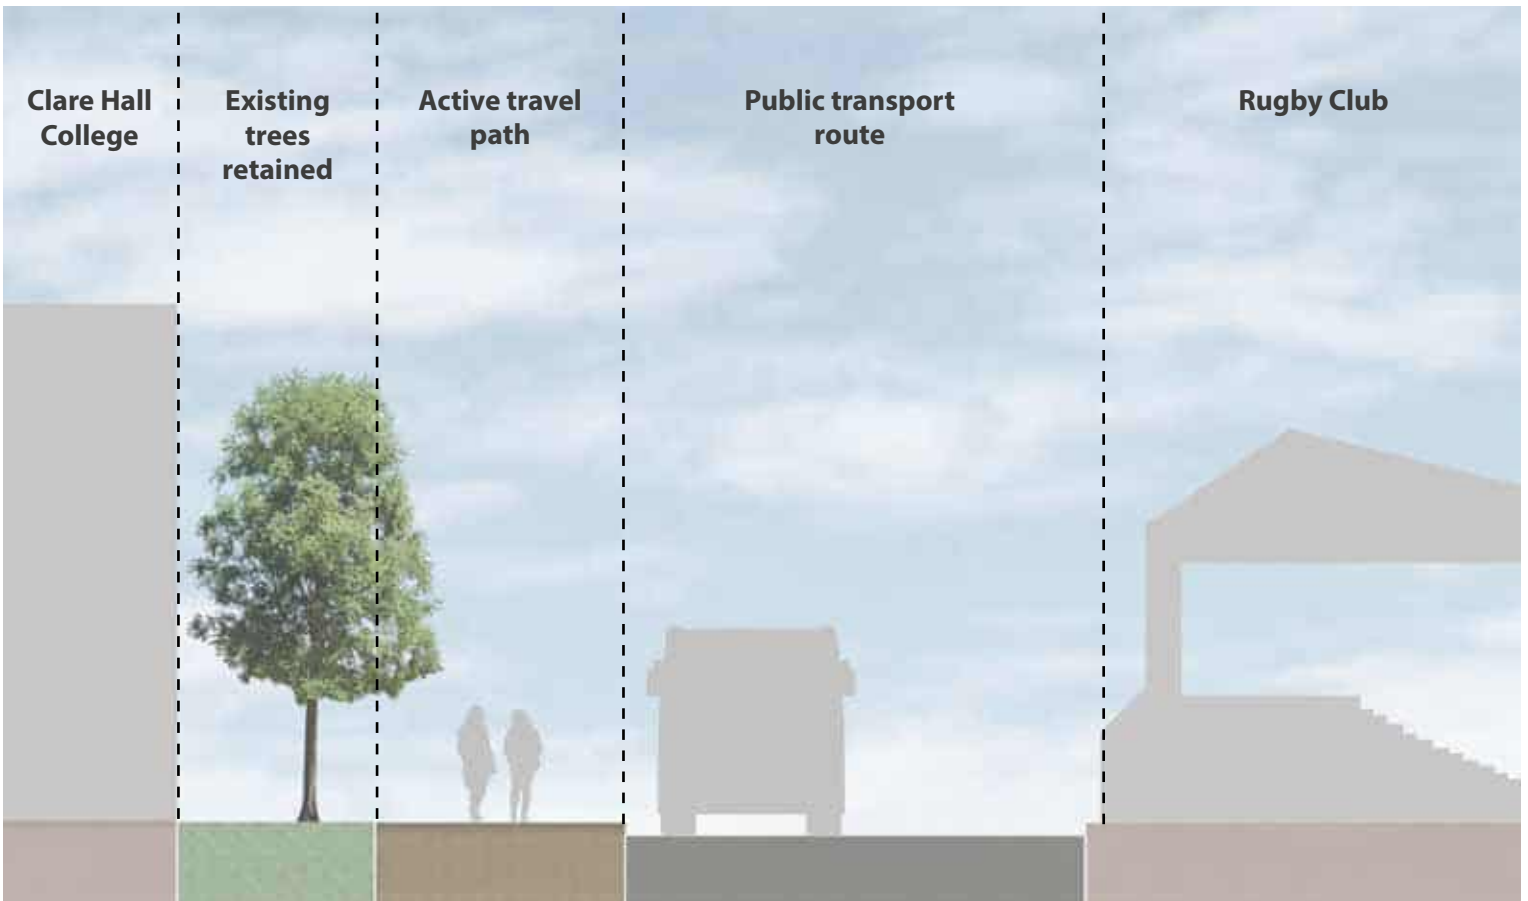 Clare Hall
College
Existing
trees
retained
Active travel
path
Public transport
route
Rugby Club